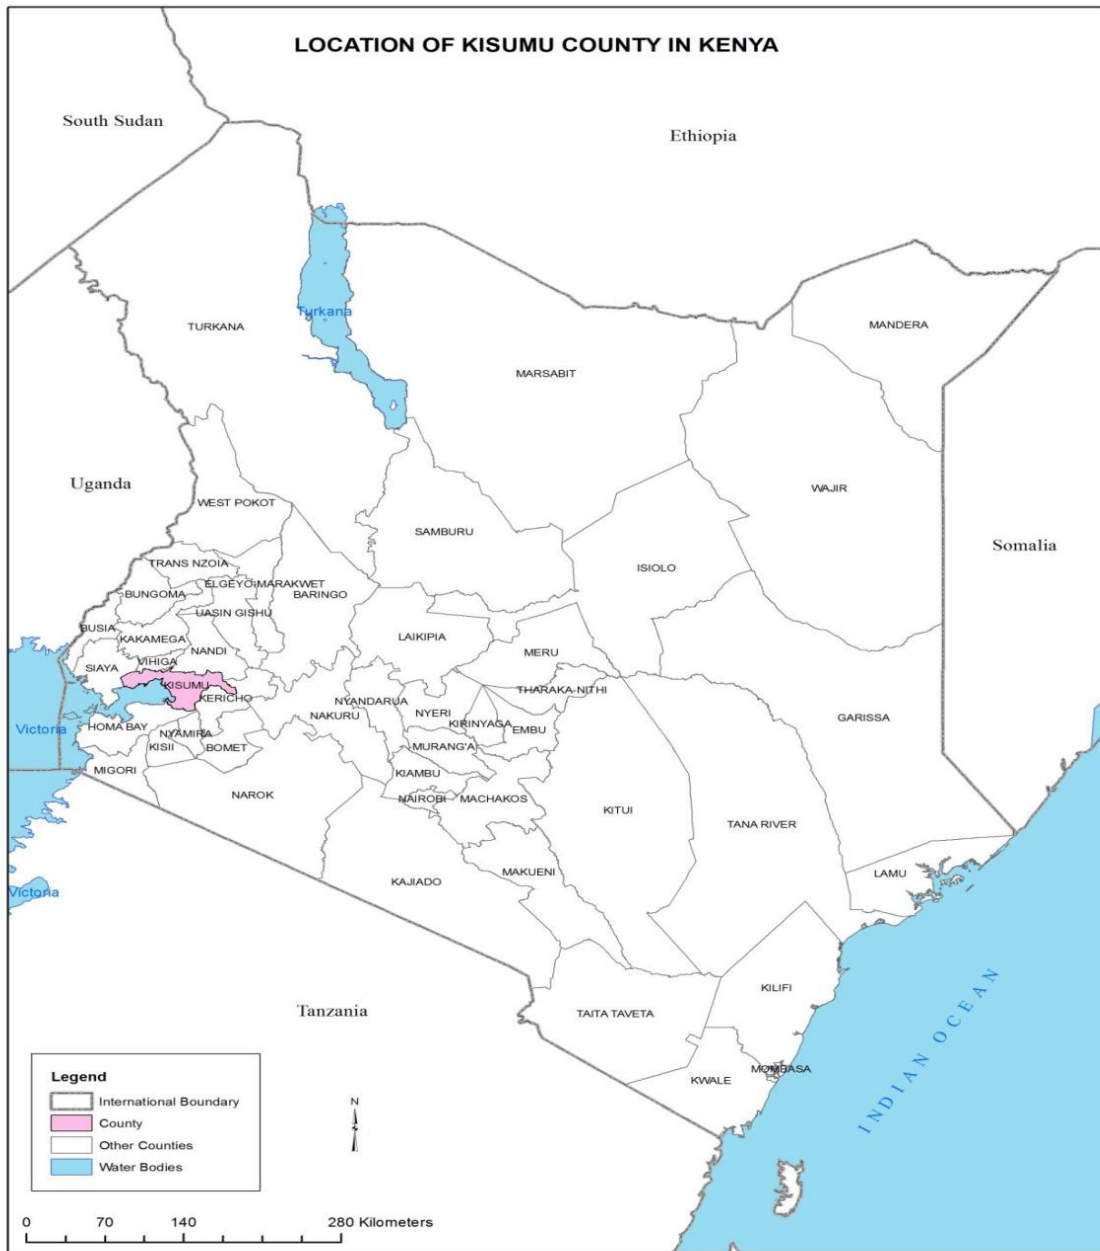 LOCATION OF KISUMU COUNTY IN KENYA
South Sudan
Ethiopia
Turkana
TURKANA
MANDERA
MARSABIT
Uganda
WAJIR
WEST POKOT
SAMBURU
Somalia
TRANS NZOIA
ISIOLO
ELGEYO-MARAKWET
BUNGOMA
BARINGO
UASIN GISHU
BUSIA
KAKAMEGA
LAIKIPIA
NANDI
MERU
VIHIGA
SIAYA
KISUMU
THARAKA-NITHI
KERICHO
NYANDARUA
NYERI
NAKURU
GARISSA
KIRINYAGA
HOMA BAY
Victoria
EMBU
NYAMIRA
KISII
BOMET
MURANG'A
MIGORI
KIAMBU
NAROK
NAIROBI
MACHAKOS
KITUI
TANA RIVER
MAKUENI
LAMU
KAJIADO
Victoria
KILIFI
Tanzania
TAITA TAVETA
INDIAN OCEAN
MOMBASA
KWALE
Legend
International Boundary
County
Other Counties
Water Bodies
N
0 70 140 280 Kilometers